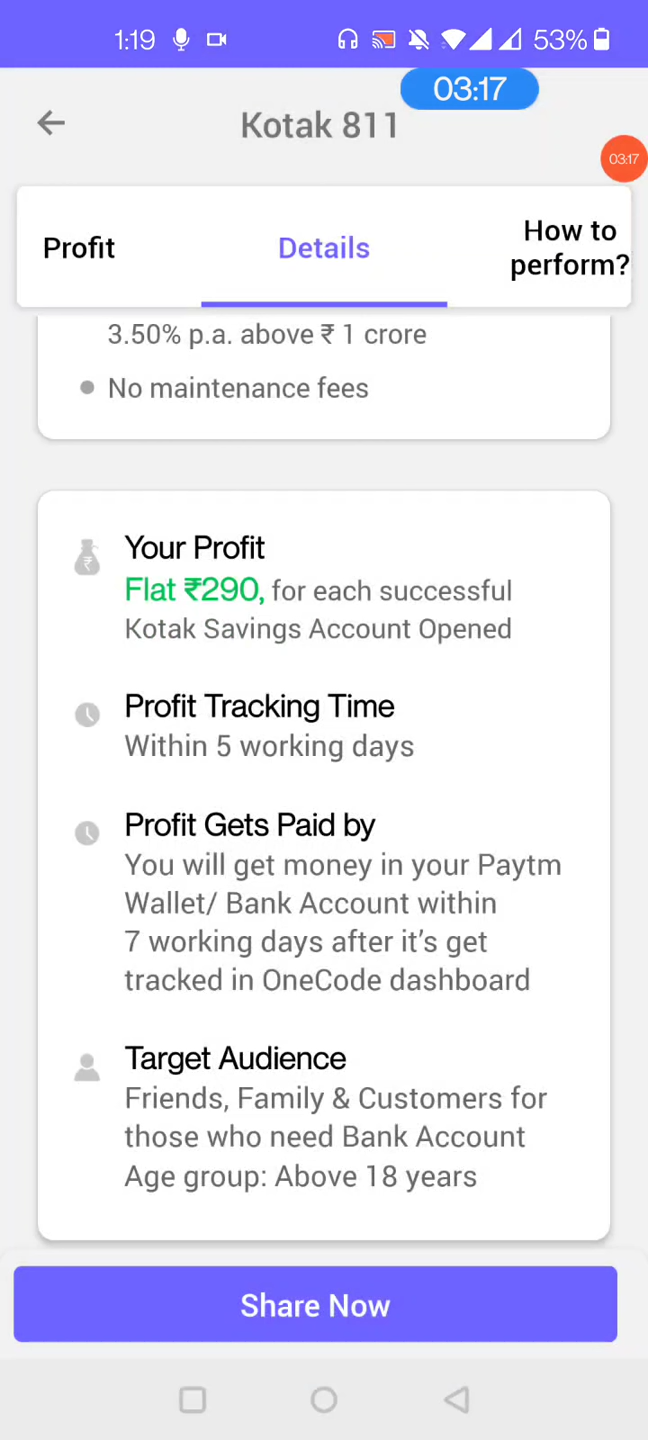 1:19
53%
03:17
Kotak 811
03:17
Profit
Details
How to
perform?
3.50% p.a. above ₹ 1 crore
No maintenance fees
Your Profit
Flat ₹290, for each successful
Kotak Savings Account Opened
Profit Tracking Time
Within 5 working days
Profit Gets Paid by
You will get money in your Paytm
Wallet/ Bank Account within
7 working days after it’s get
tracked in OneCode dashboard
Target Audience
Friends, Family & Customers for
those who need Bank Account
Age group: Above 18 years
Share Now